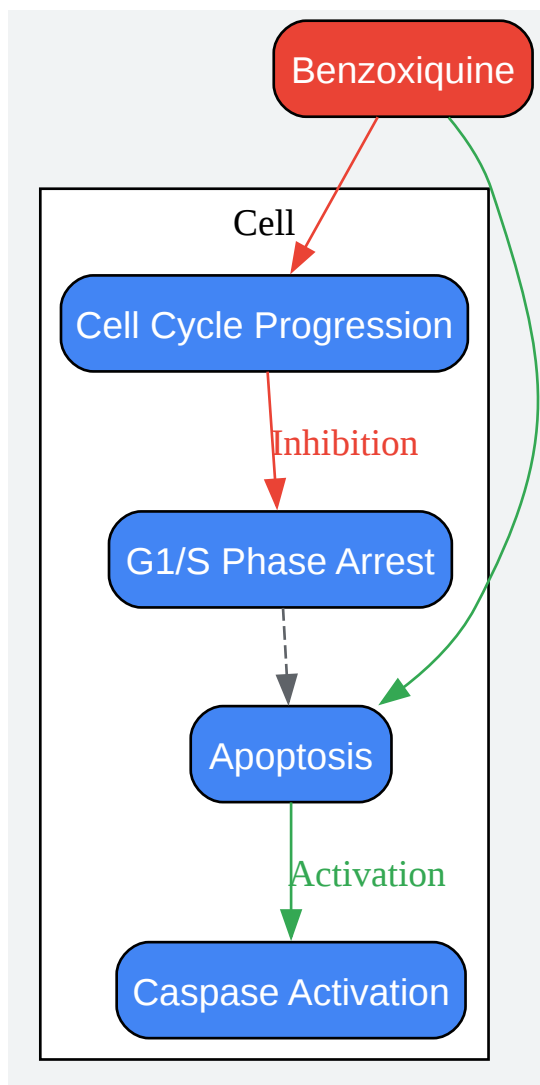 Benzoxiquine
Cell
Cell Cycle Progression
Inhibition
G1/S Phase Arrest
Apoptosis
Activation
Caspase Activation